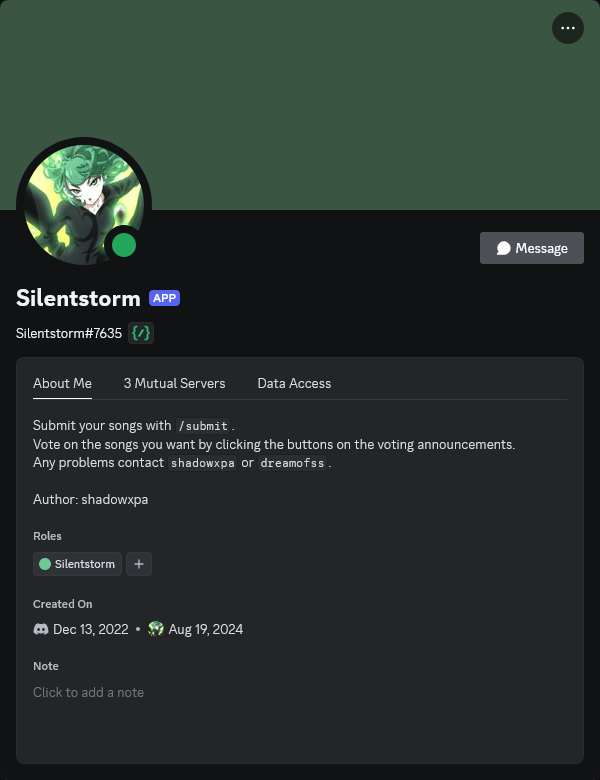 Message
Silentstorm APP
Silentstorm#7635 {/}
About Me 3 Mutual Servers Data Access
Submit your songs with /submit.
Vote on the songs you want by clicking the buttons on the voting announcements.
Any problems contact shadowxpa or dreamofss.
Author: shadowxpa
Roles
Silentstorm +
Created On
Dec 13, 2022 • Aug 19, 2024
Note
Click to add a note